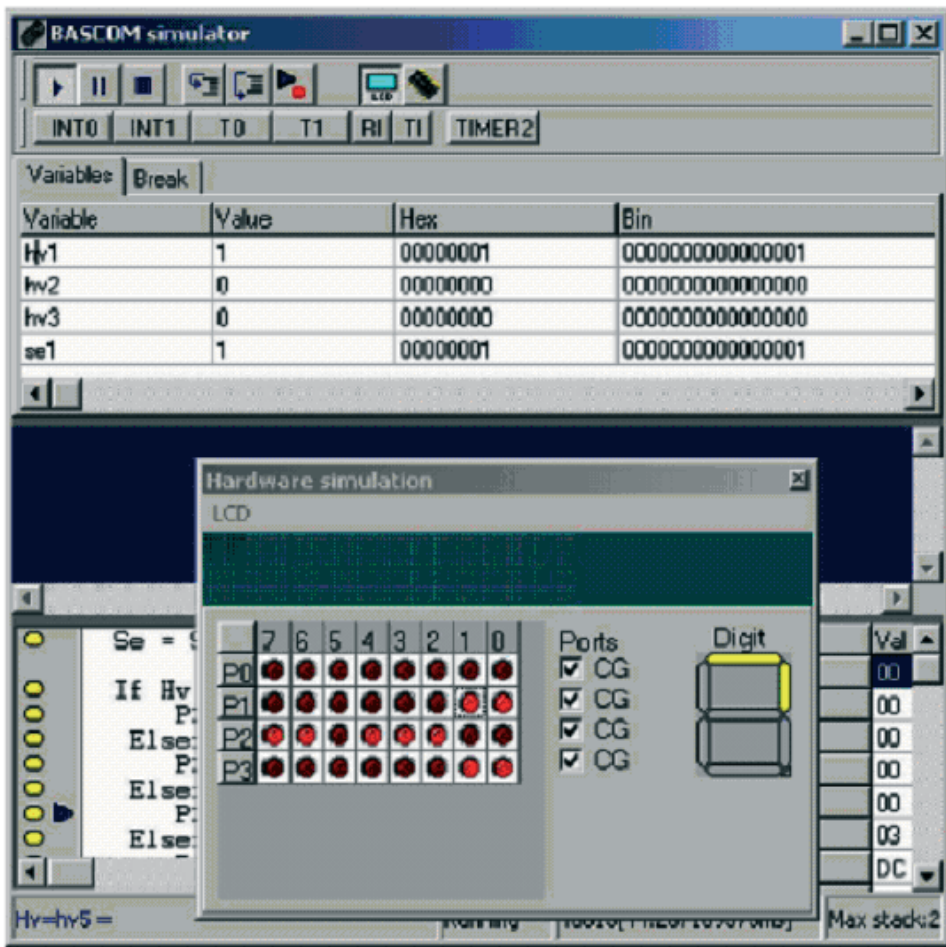 BASCOM simulator
LCD
INT0 INT1 T0 T1 RI TI TIMER2
Variables Break
Variable Value Hex Bin
hv1 1 00000001 0000000000000001
hv2 0 00000000 0000000000000000
hv3 0 00000000 0000000000000000
se1 1 00000001 0000000000000001
Hardware simulation
LCD
7 6 5 4 3 2 1 0 Ports Digit
P0 CG
P1 CG
P2 CG
P3 CG
Se =
If Hv
P
Else
P
Else
P
Else
Val
00
00
00
00
00
03
DC
Hv=hv5 = Running Max stack:2